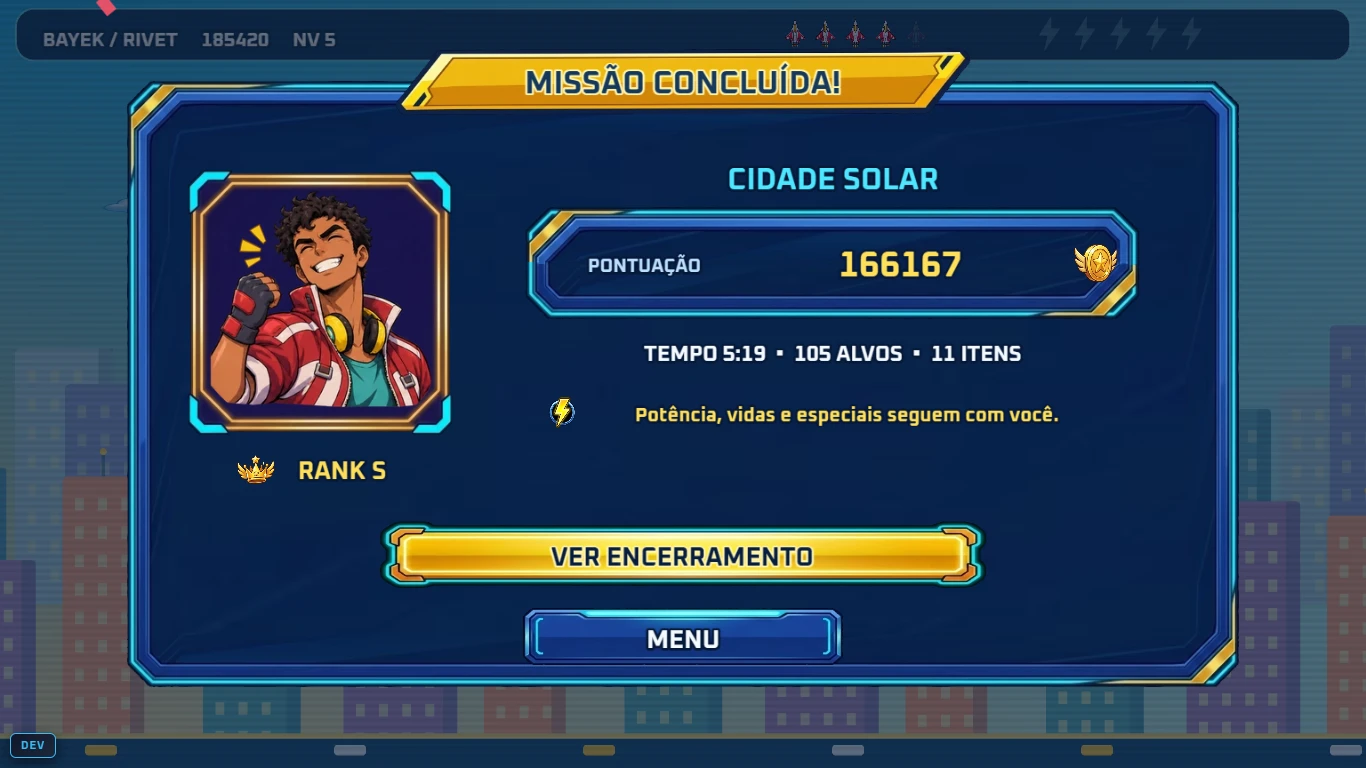 BAYEK / RIVET 185420 NV 5
MISSÃO CONCLUÍDA!
CIDADE SOLAR
PONTUAÇÃO 166167
TEMPO 5:19 · 105 ALVOS · 11 ITENS
Potência, vidas e especiais seguem com você.
RANK S
VER ENCERRAMENTO
MENU
DEV